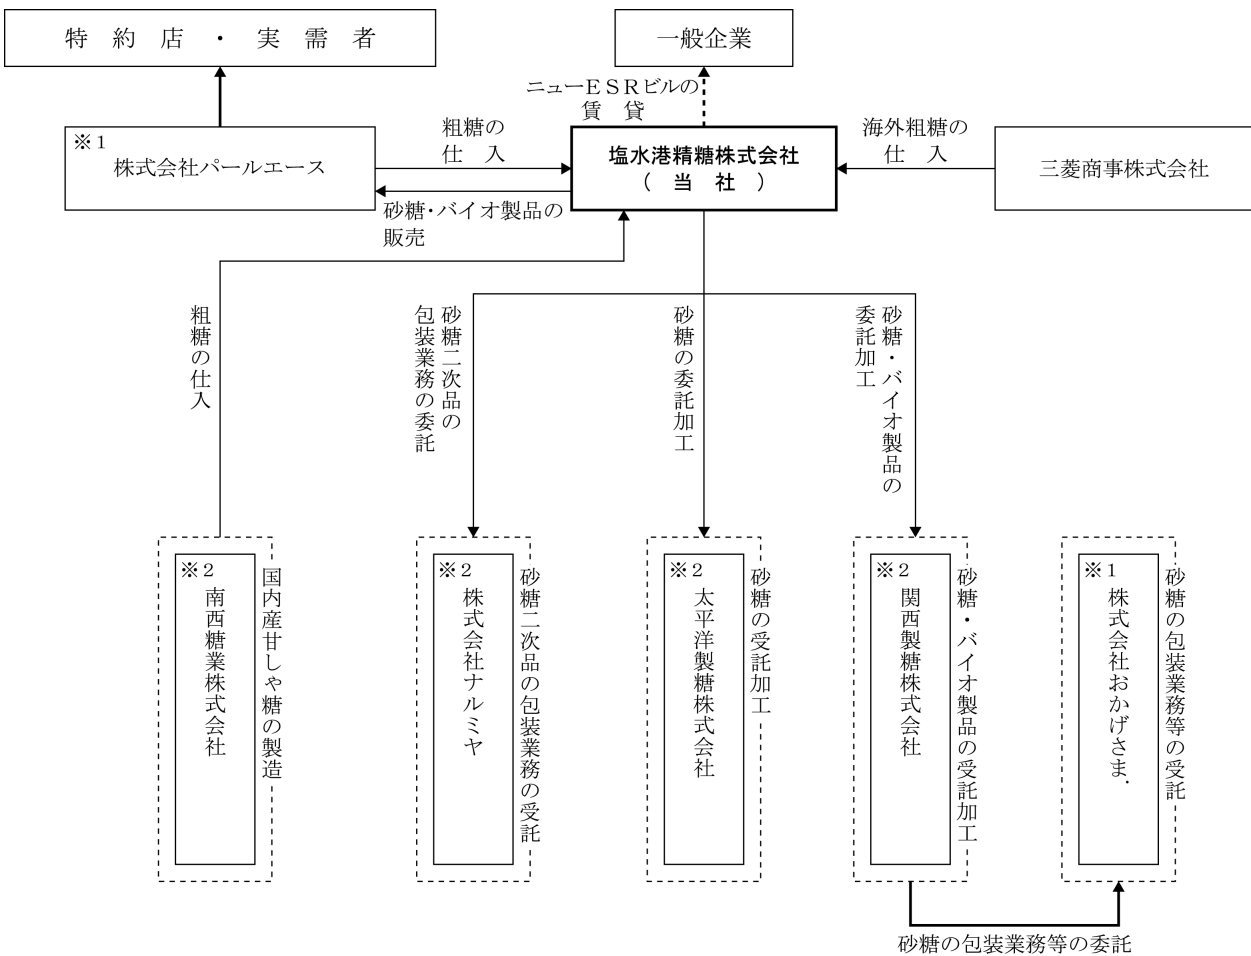 特約店・実需者
一般企業
ニューＥＳＲビルの
賃貸
※1
株式会社パールエース
粗糖の
仕入
砂糖・バイオ製品の
販売
塩水港精糖株式会社
（当社）
海外粗糖の
仕入
三菱商事株式会社
粗糖の仕入
砂糖二次品の
包装業務の委託
砂糖の委託加工
砂糖・バイオ製品の
委託加工
※2
南西糖業株式会社
国内産甘しゃ糖の製造
※2
株式会社ナルミヤ
砂糖二次品の包装業務の受託
※2
太平洋製糖株式会社
砂糖の受託加工
※2
関西製糖株式会社
砂糖・バイオ製品の受託加工
※1
株式会社おかげさま.
砂糖の包装業務等の受託
砂糖の包装業務等の委託